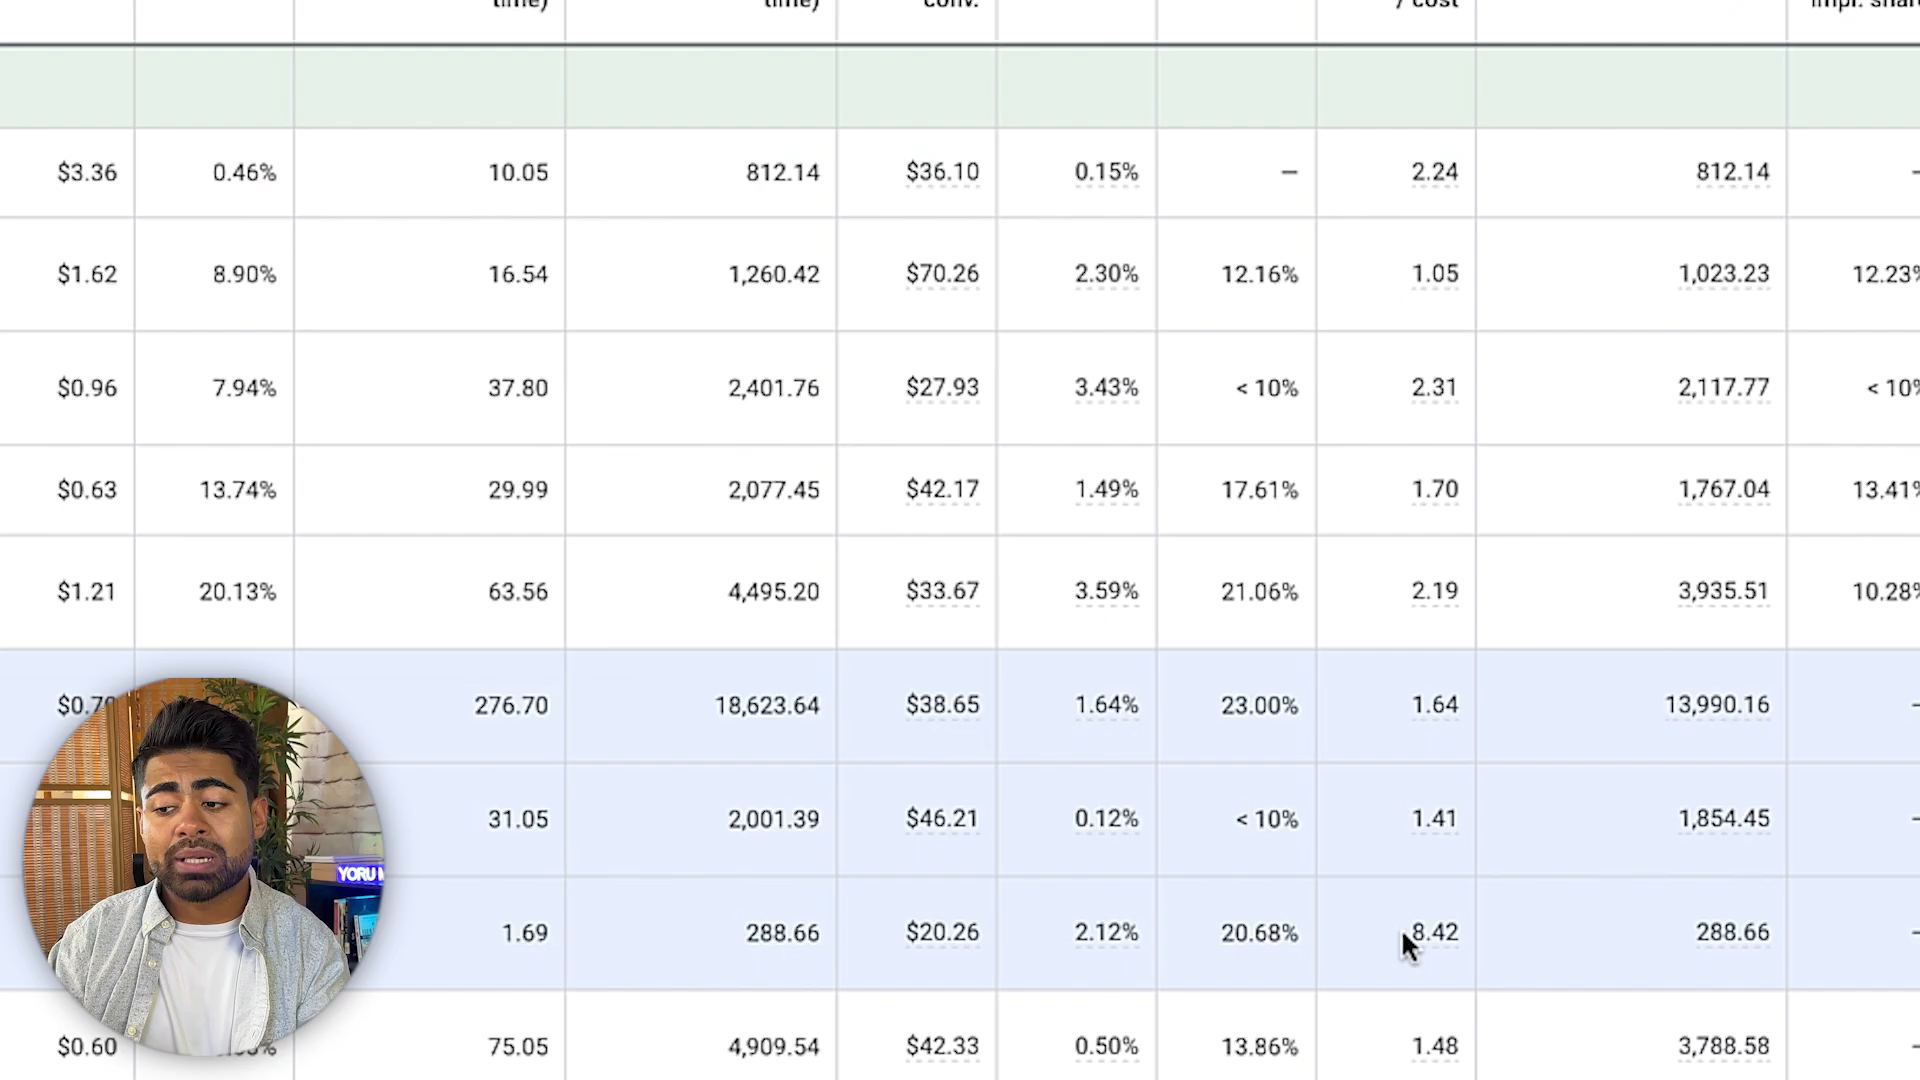 time) time) conv. / cost impr. share
$3.36 0.46% 10.05 812.14 $36.10 0.15% — 2.24 812.14
$1.62 8.90% 16.54 1,260.42 $70.26 2.30% 12.16% 1.05 1,023.23 12.23%
$0.96 7.94% 37.80 2,401.76 $27.93 3.43% < 10% 2.31 2,117.77 < 10%
$0.63 13.74% 29.99 2,077.45 $42.17 1.49% 17.61% 1.70 1,767.04 13.41%
$1.21 20.13% 63.56 4,495.20 $33.67 3.59% 21.06% 2.19 3,935.51 10.28%
276.70 18,623.64 $38.65 1.64% 23.00% 1.64 13,990.16
31.05 2,001.39 $46.21 0.12% < 10% 1.41 1,854.45
YORU
1.69 288.66 $20.26 2.12% 20.68% 8.42 288.66
$0.60 75.05 4,909.54 $42.33 0.50% 13.86% 1.48 3,788.58